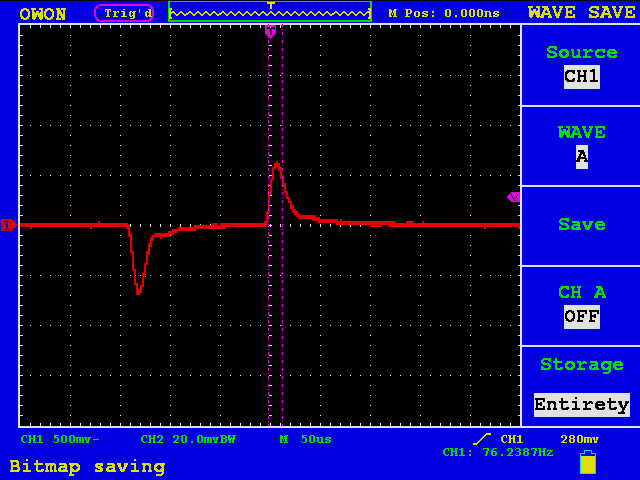 OWON Trig'd T M Pos: 0.000ns WAVE SAVE
T
Source
CH1
WAVE
A
V
1
Save
CH A
OFF
Storage
Entirety
CH1 500mv- CH2 20.0mvBW M 50us CH1 280mv
CH1: 76.2387Hz
Bitmap saving